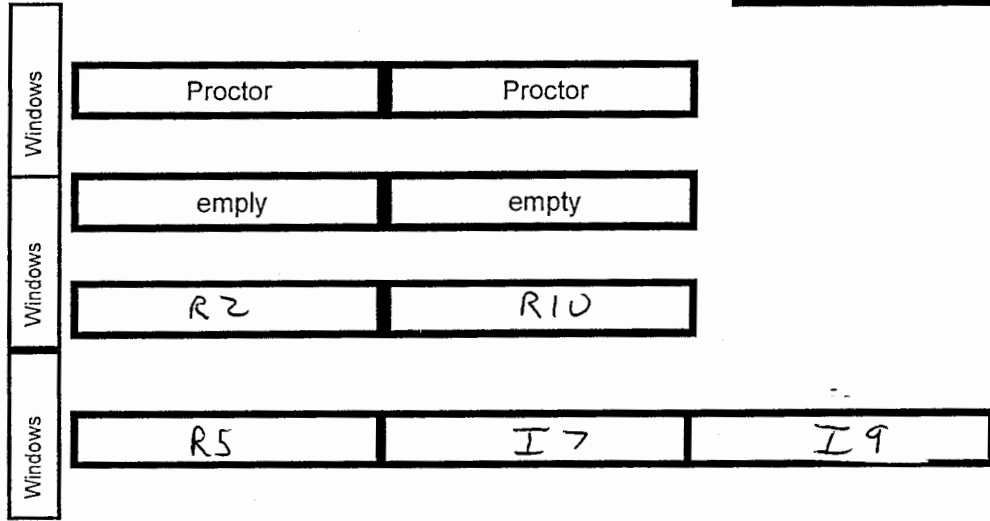 Windows
Proctor Proctor
Windows
emply empty
R2 R10
Windows
R5 I7 I9